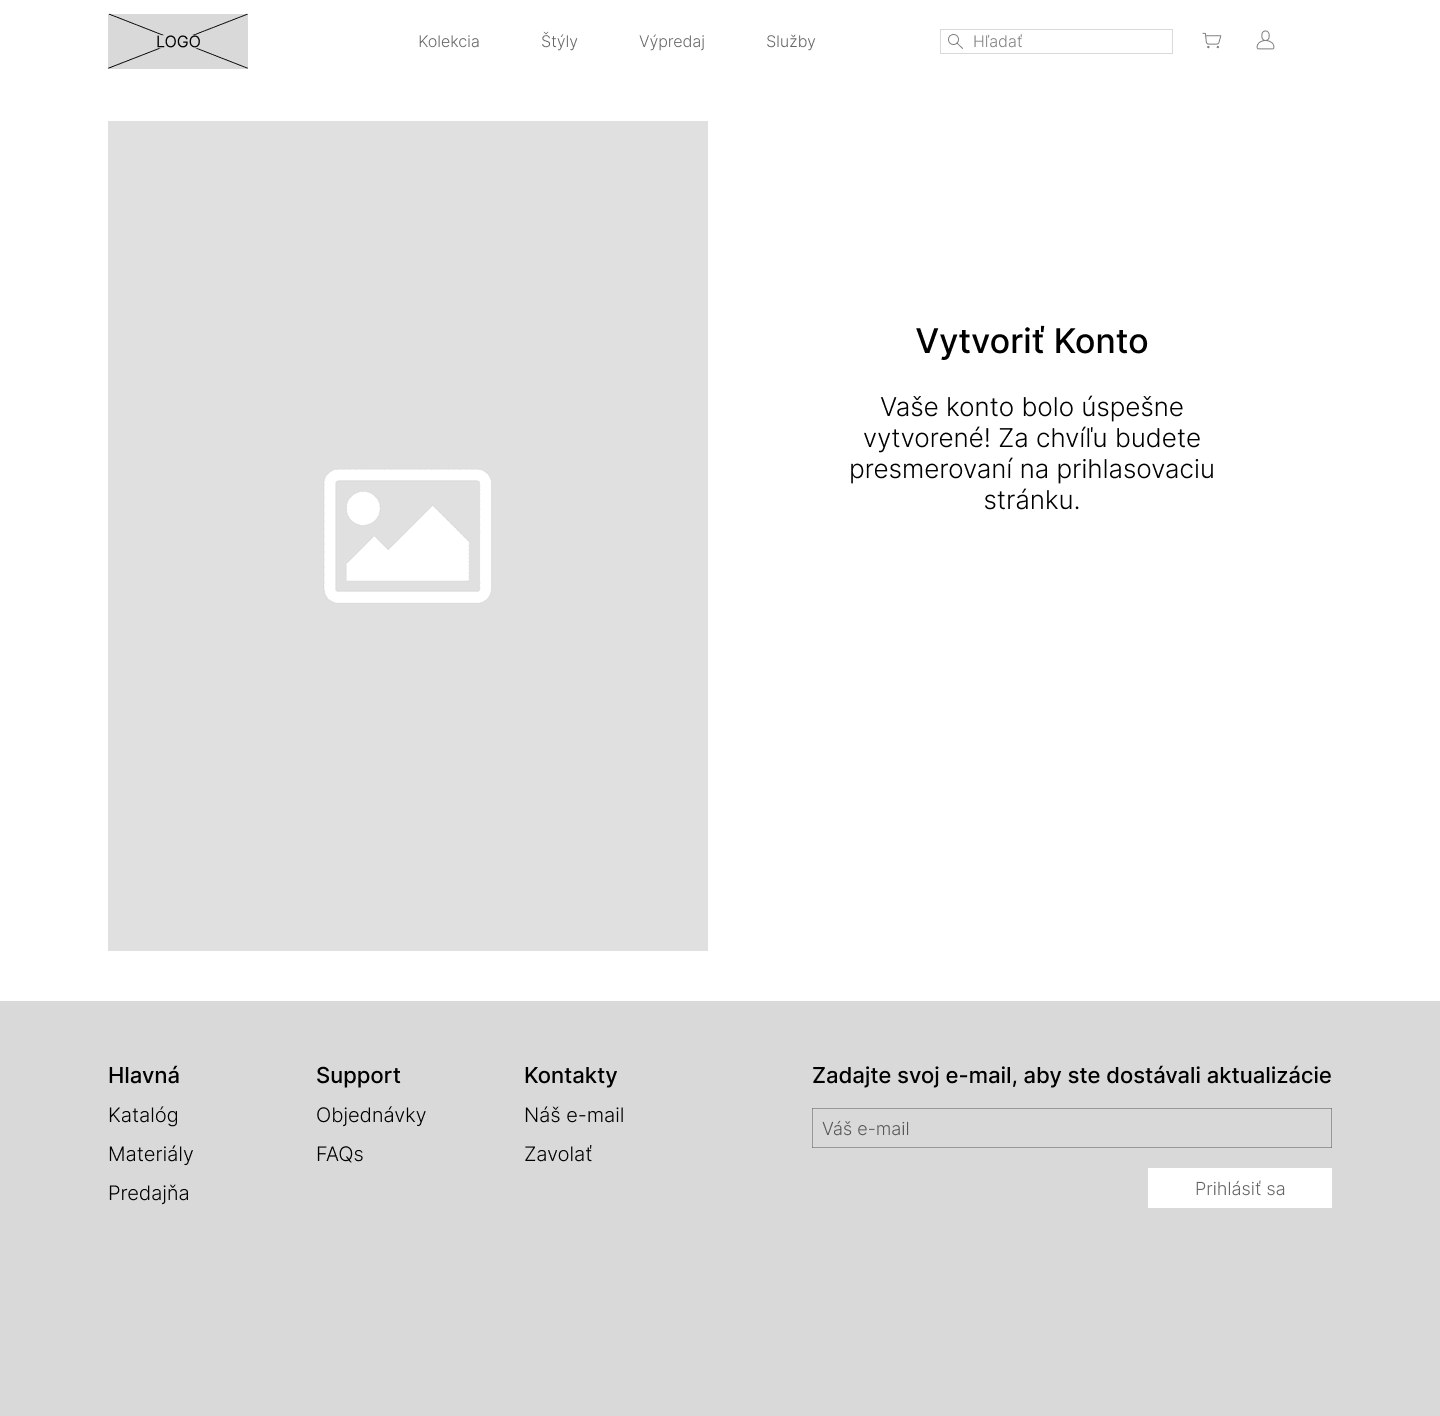 LOGO
Kolekcia
Štýly
Výpredaj
Služby
Hľadať
Vytvoriť Konto
Vaše konto bolo úspešne
vytvorené! Za chvíľu budete
presmerovaní na prihlasovaciu
stránku.
Hlavná
Katalóg
Materiály
Predajňa
Support
Objednávky
FAQs
Kontakty
Náš e-mail
Zavolať
Zadajte svoj e-mail, aby ste dostávali aktualizácie
Váš e-mail
Prihlásiť sa